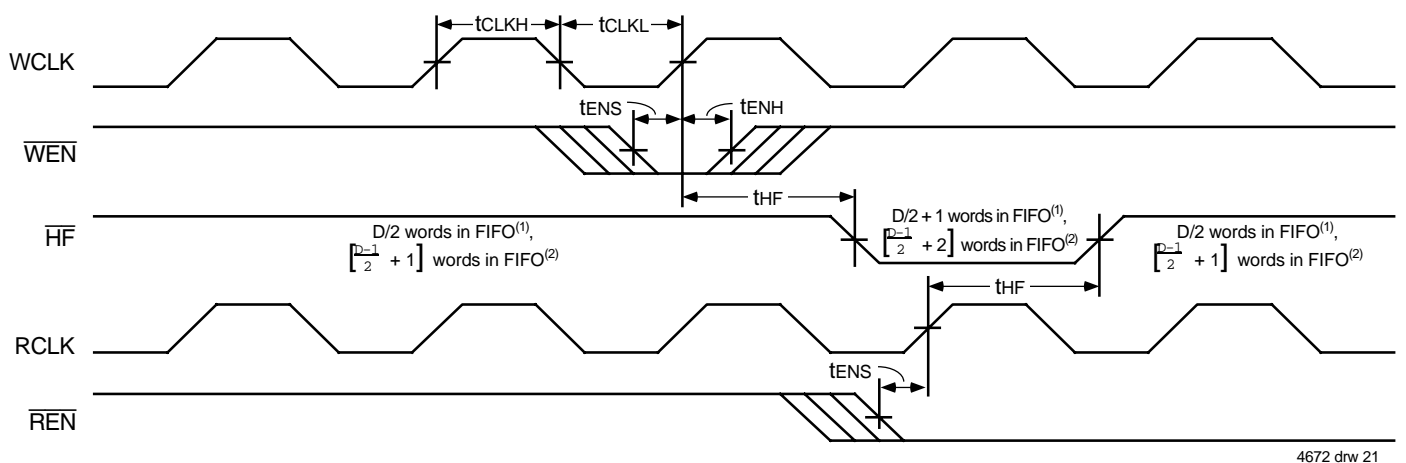 tCLKH
tCLKL
WCLK
tENS
tENH
WEN
tHF
HF
D/2 words in FIFO(1),
[D-1/2 + 1] words in FIFO(2)
D/2 + 1 words in FIFO(1),
[D-1/2 + 2] words in FIFO(2)
D/2 words in FIFO(1),
[D-1/2 + 1] words in FIFO(2)
tHF
RCLK
tENS
REN
4672 drw 21